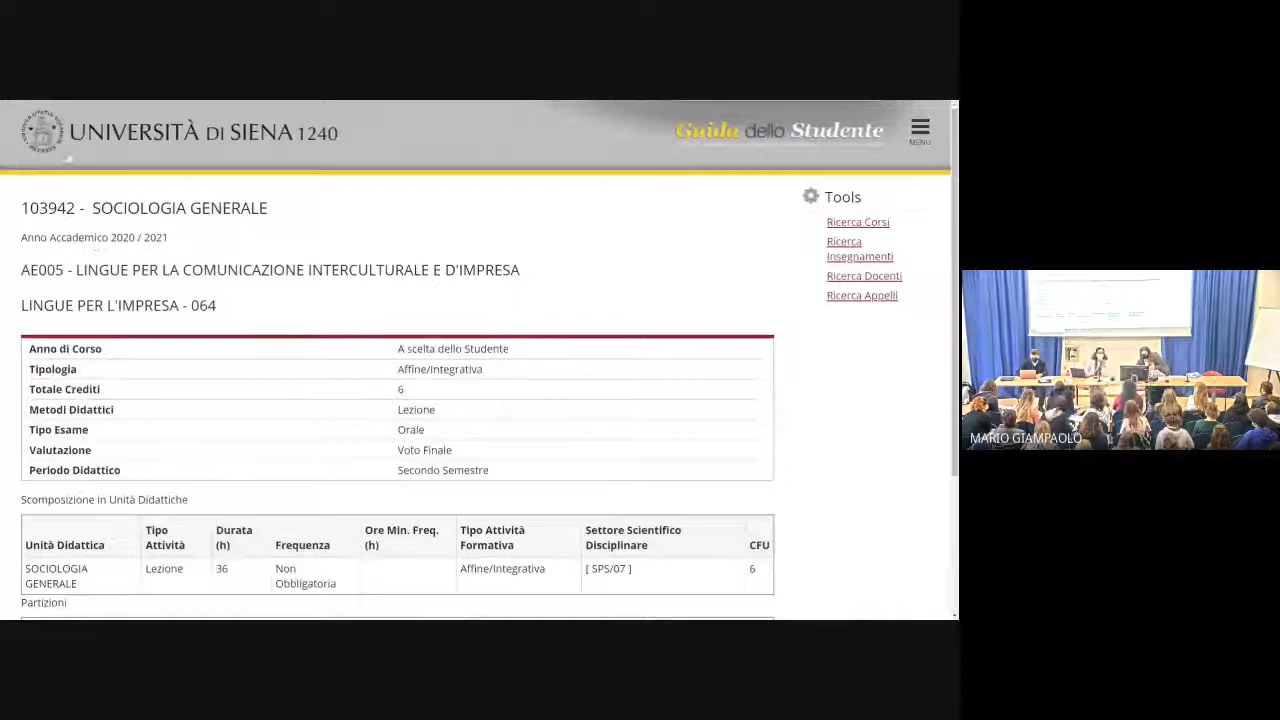 UNIVERSITÀ DI SIENA 1240
Guida dello Studente
MENU
103942 - SOCIOLOGIA GENERALE
Anno Accademico 2020 / 2021
AE005 - LINGUE PER LA COMUNICAZIONE INTERCULTURALE E D'IMPRESA
LINGUE PER L'IMPRESA - 064
Anno di Corso A scelta dello Studente
Tipologia Affine/Integrativa
Totale Crediti 6
Metodi Didattici Lezione
Tipo Esame Orale
Valutazione Voto Finale
Periodo Didattico Secondo Semestre
Scomposizione in Unità Didattiche
Unità Didattica Tipo Attività Durata (h) Frequenza Ore Min. Freq. (h) Tipo Attività Formativa Settore Scientifico Disciplinare CFU
SOCIOLOGIA GENERALE Lezione 36 Non Obbligatoria Affine/Integrativa [ SPS/07 ] 6
Partizioni
Tools
Ricerca Corsi
Ricerca
Insegnamenti
Ricerca Docenti
Ricerca Appelli
MARIO GIAMPAOLO